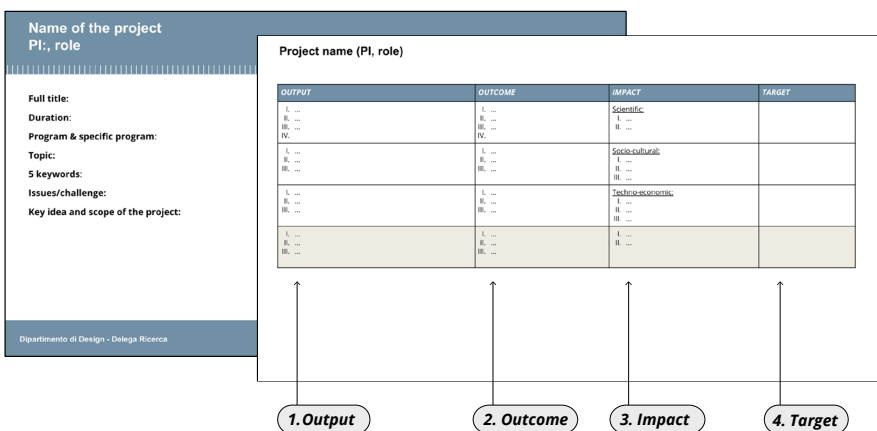 Name of the project
PI:, role
Full title:
Duration:
Program & specific program:
Topic:
5 keywords:
Issues/challenge:
Key idea and scope of the project:
Dipartimento di Design - Delega Ricerca
Project name (PI, role)
OUTPUT OUTCOME IMPACT TARGET
I. ...
II. ...
III. ...
IV.
I. ...
II. ...
III. ...
IV.
Scientific:
I. ...
II. ...
I. ...
II. ...
III. ...
I. ...
II. ...
III. ...
Socio-cultural:
I. ...
II. ...
III. ...
I. ...
II. ...
III. ...
I. ...
II. ...
III. ...
Techno-economic:
I. ...
II. ...
III. ...
I. ...
II. ...
III. ...
I. ...
II. ...
III. ...
I. ...
II. ...
1. Output
2. Outcome
3. Impact
4. Target